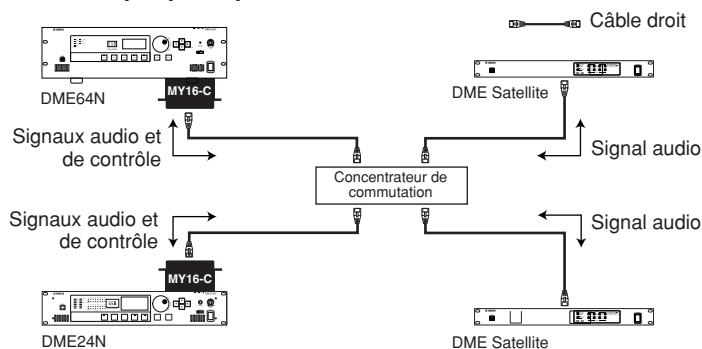 Câble droit
DME64N
MY16-C
DME Satellite
Signaux audio et
de contrôle
Signal audio
Concentrateur de
commutation
Signaux audio et
de contrôle
Signal audio
MY16-C
DME24N
DME Satellite